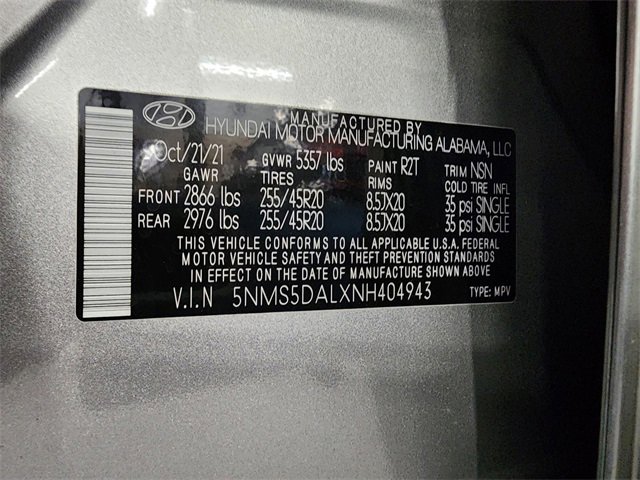 MANUFACTURED BY
HYUNDAI MOTOR MANUFACTURING ALABAMA, LLC
Oct/21/21 GVWR 5357 lbs PAINT R2T TRIM NSN
GAWR TIRES RIMS COLD TIRE INFL
FRONT 2866 lbs 255/45R20 8.5JX20 35 psi SINGLE
REAR 2976 lbs 255/45R20 8.5JX20 35 psi SINGLE
THIS VEHICLE CONFORMS TO ALL APPLICABLE U.S.A. FEDERAL
MOTOR VEHICLE SAFETY AND THEFT PREVENTION STANDARDS
IN EFFECT ON THE DATE OF MANUFACTURE SHOWN ABOVE.
V.I.N 5NMS5DALXNH404943 TYPE: MPV